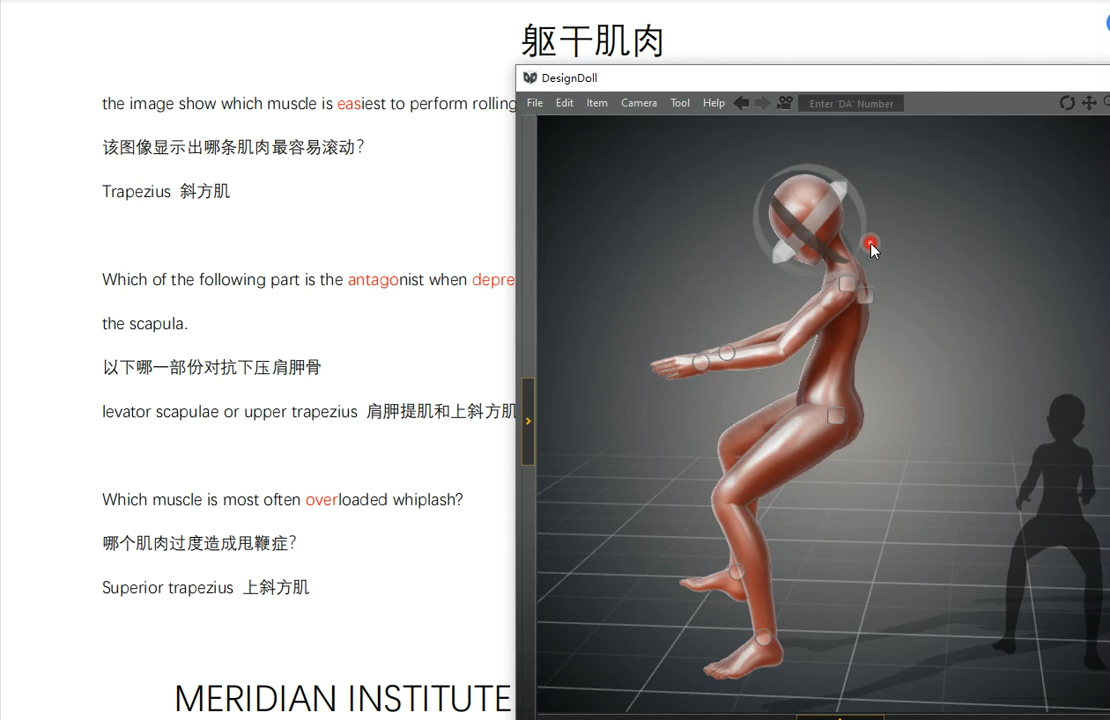 躯干肌肉
the image show which muscle is easiest to perform rolling
该图像显示出哪条肌肉最容易滚动？
Trapezius 斜方肌
Which of the following part is the antagonist when depre
the scapula.
以下哪一部份对抗下压肩胛骨
levator scapulae or upper trapezius 肩胛提肌和上斜方肌
Which muscle is most often overloaded whiplash?
哪个肌肉过度造成甩鞭症？
Superior trapezius 上斜方肌
MERIDIAN INSTITUTE
DesignDoll
File Edit Item Camera Tool Help Enter 'DA' Number